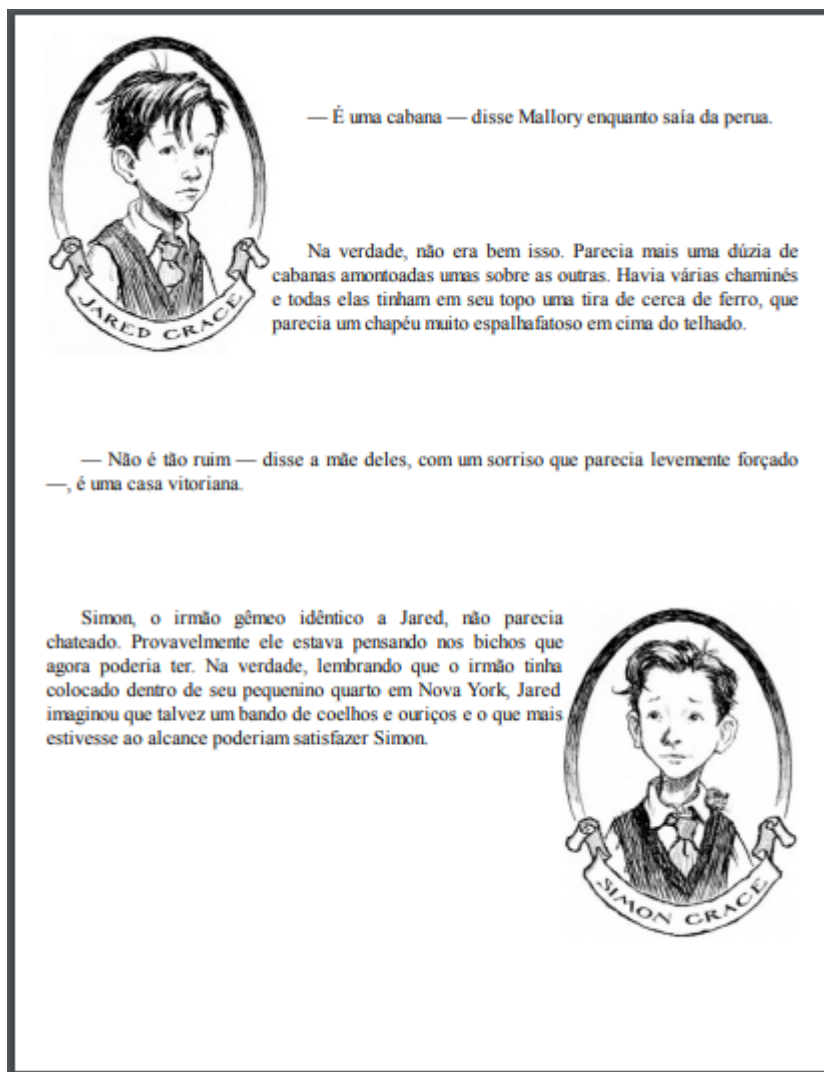 — É uma cabana — disse Mallory enquanto saía da perua.
Na verdade, não era bem isso. Parecia mais uma dúzia de
cabanas amontoadas umas sobre as outras. Havia várias chaminés
e todas elas tinham em seu topo uma tira de cerca de ferro, que
parecia um chapéu muito espalhafatoso em cima do telhado.
JARED GRACE
— Não é tão ruim — disse a mãe deles, com um sorriso que parecia levemente forçado
—, é uma casa vitoriana.
Simon, o irmão gêmeo idêntico a Jared, não parecia
chateado. Provavelmente ele estava pensando nos bichos que
agora poderia ter. Na verdade, lembrando que o irmão tinha
colocado dentro de seu pequenino quarto em Nova York, Jared
imaginou que talvez um bando de coelhos e ouriços e o que mais
estivesse ao alcance poderiam satisfazer Simon.
SIMON GRACE